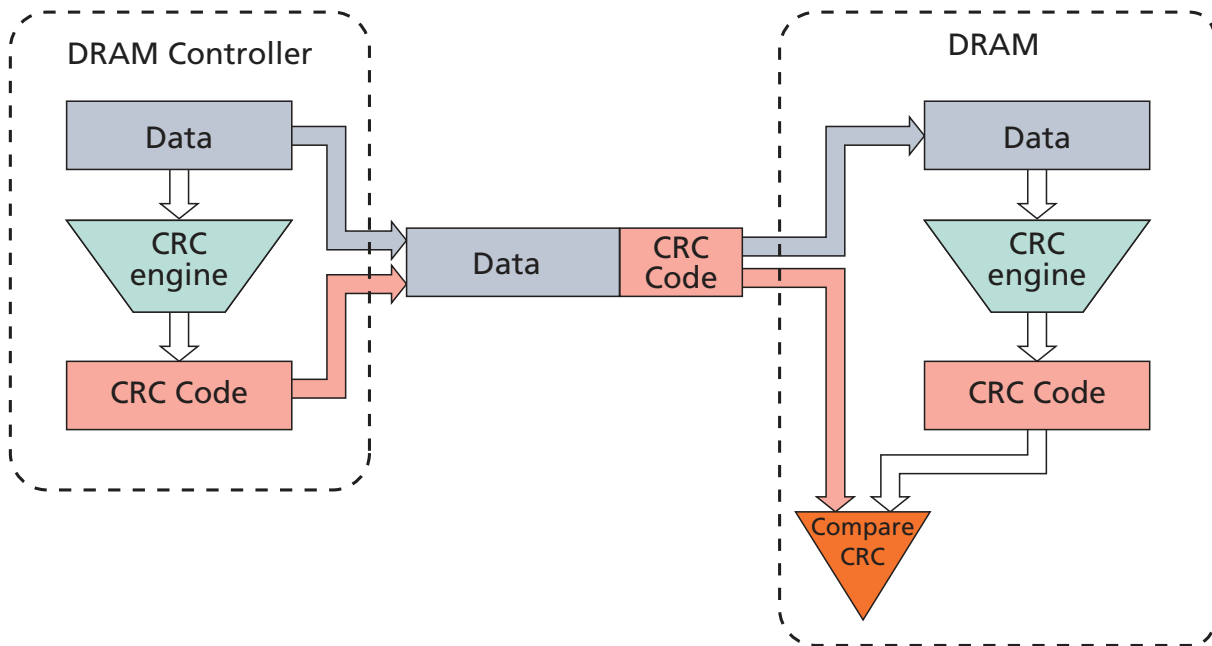 DRAM Controller
Data
CRC
engine
CRC Code
Data
CRC
Code
DRAM
Data
CRC
engine
CRC Code
Compare
CRC